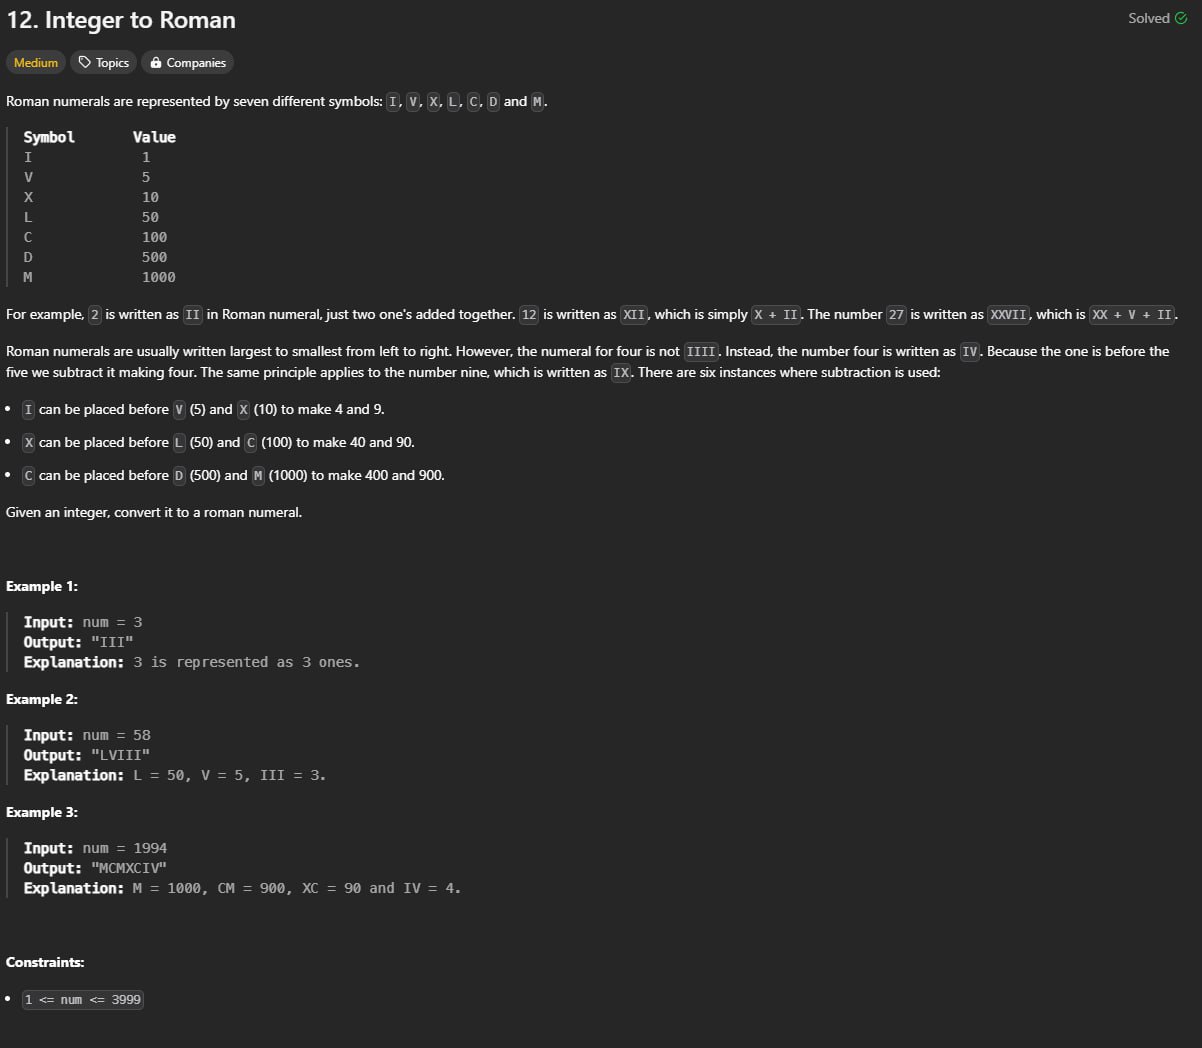 12. Integer to Roman
Solved
Medium Topics Companies
Roman numerals are represented by seven different symbols: I, V, X, L, C, D and M.
Symbol Value
I 1
V 5
X 10
L 50
C 100
D 500
M 1000
For example, 2 is written as II in Roman numeral, just two one's added together. 12 is written as XII, which is simply X + II. The number 27 is written as XXVII, which is XX + V + II.
Roman numerals are usually written largest to smallest from left to right. However, the numeral for four is not IIII. Instead, the number four is written as IV. Because the one is before the
five we subtract it making four. The same principle applies to the number nine, which is written as IX. There are six instances where subtraction is used:
• I can be placed before V (5) and X (10) to make 4 and 9.
• X can be placed before L (50) and C (100) to make 40 and 90.
• C can be placed before D (500) and M (1000) to make 400 and 900.
Given an integer, convert it to a roman numeral.
Example 1:
Input: num = 3
Output: "III"
Explanation: 3 is represented as 3 ones.
Example 2:
Input: num = 58
Output: "LVIII"
Explanation: L = 50, V = 5, III = 3.
Example 3:
Input: num = 1994
Output: "MCMXCIV"
Explanation: M = 1000, CM = 900, XC = 90 and IV = 4.
Constraints:
• 1 <= num <= 3999